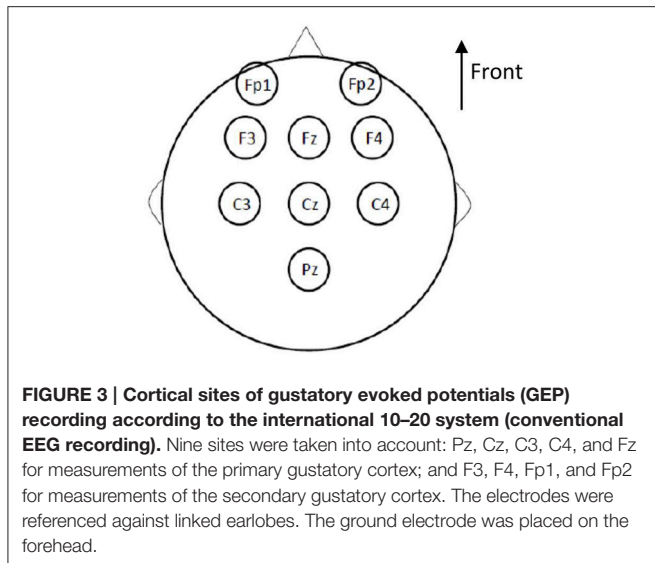 Front
Fp1 Fp2
F3 Fz F4
C3 Cz C4
Pz
FIGURE 3 | Cortical sites of gustatory evoked potentials (GEP)
recording according to the international 10–20 system (conventional
EEG recording). Nine sites were taken into account: Pz, Cz, C3, C4, and Fz
for measurements of the primary gustatory cortex; and F3, F4, Fp1, and Fp2
for measurements of the secondary gustatory cortex. The electrodes were
referenced against linked earlobes. The ground electrode was placed on the
forehead.